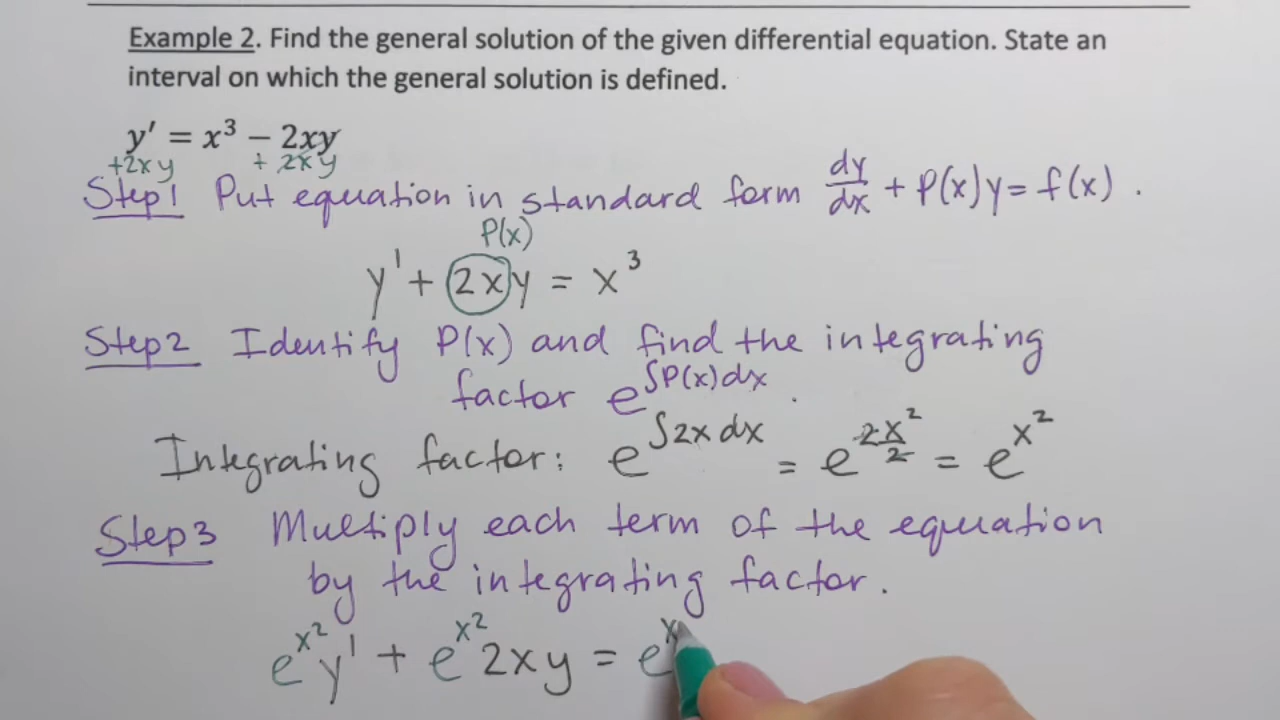 Example 2. Find the general solution of the given differential equation. State an
interval on which the general solution is defined.
y′ = x³ − 2xy
+2xy + 2xy
Step1 Put equation in standard form dy/dx + P(x)y = f(x) .
P(x)
y' + 2xy = x³
Step2 Identify P(x) and find the integrating
factor e^∫P(x)dx .
Integrating factor: e^∫2x dx = e^2x²/2 = e^x²
Step3 Multiply each term of the equation
by the integrating factor.
e^x² y' + e^x² 2xy = e^x